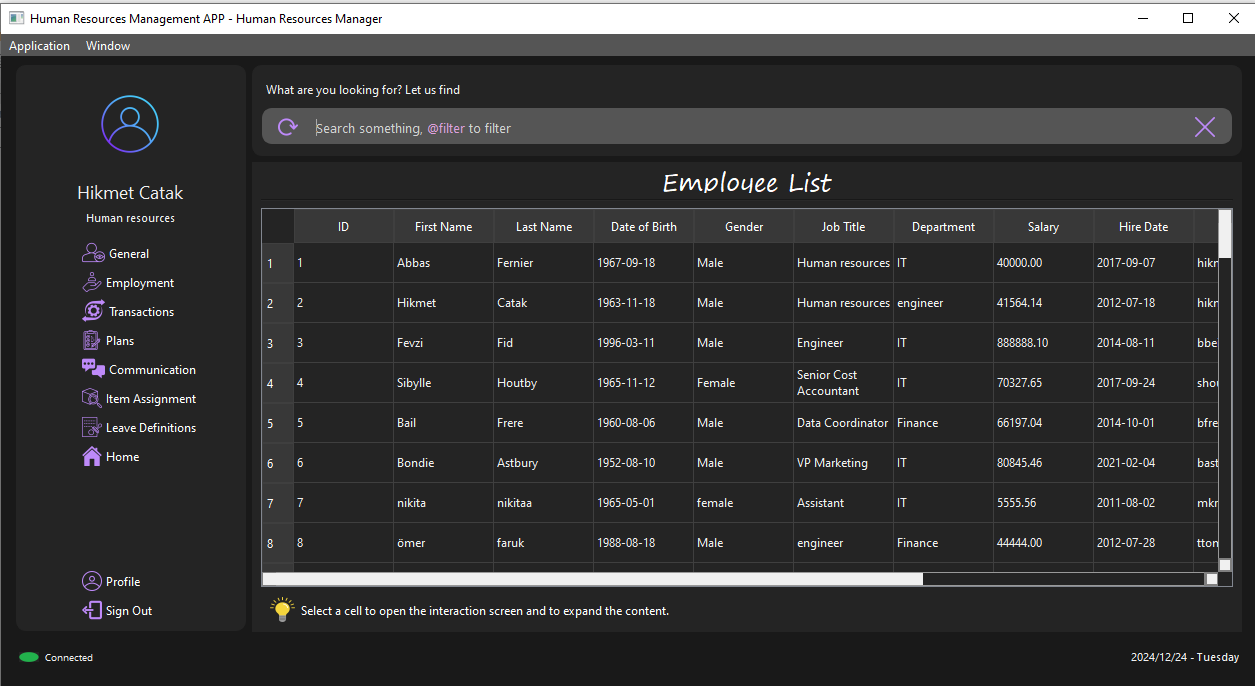 Human Resources Management APP - Human Resources Manager
Application Window
Hikmet Catak
Human resources
General
Employment
Transactions
Plans
Communication
Item Assignment
Leave Definitions
Home
Profile
Sign Out
What are you looking for? Let us find
Search something, @filter to filter
Employee List
ID First Name Last Name Date of Birth Gender Job Title Department Salary Hire Date
1 1 Abbas Fernier 1967-09-18 Male Human resources IT 40000.00 2017-09-07 hikr
2 2 Hikmet Catak 1963-11-18 Male Human resources engineer 41564.14 2012-07-18 hikr
3 3 Fevzi Fid 1996-03-11 Male Engineer IT 888888.10 2014-08-11 bbe
4 4 Sibylle Houtby 1965-11-12 Female Senior Cost Accountant IT 70327.65 2017-09-24 shou
5 5 Bail Frere 1960-08-06 Male Data Coordinator Finance 66197.04 2014-10-01 bfre
6 6 Bondie Astbury 1952-08-10 Male VP Marketing IT 80845.46 2021-02-04 bast
7 7 nikita nikitaa 1965-05-01 female Assistant IT 5555.56 2011-08-02 mkr
8 8 ömer faruk 1988-08-18 Male engineer Finance 44444.00 2012-07-28 tton
Select a cell to open the interaction screen and to expand the content.
Connected
2024/12/24 - Tuesday